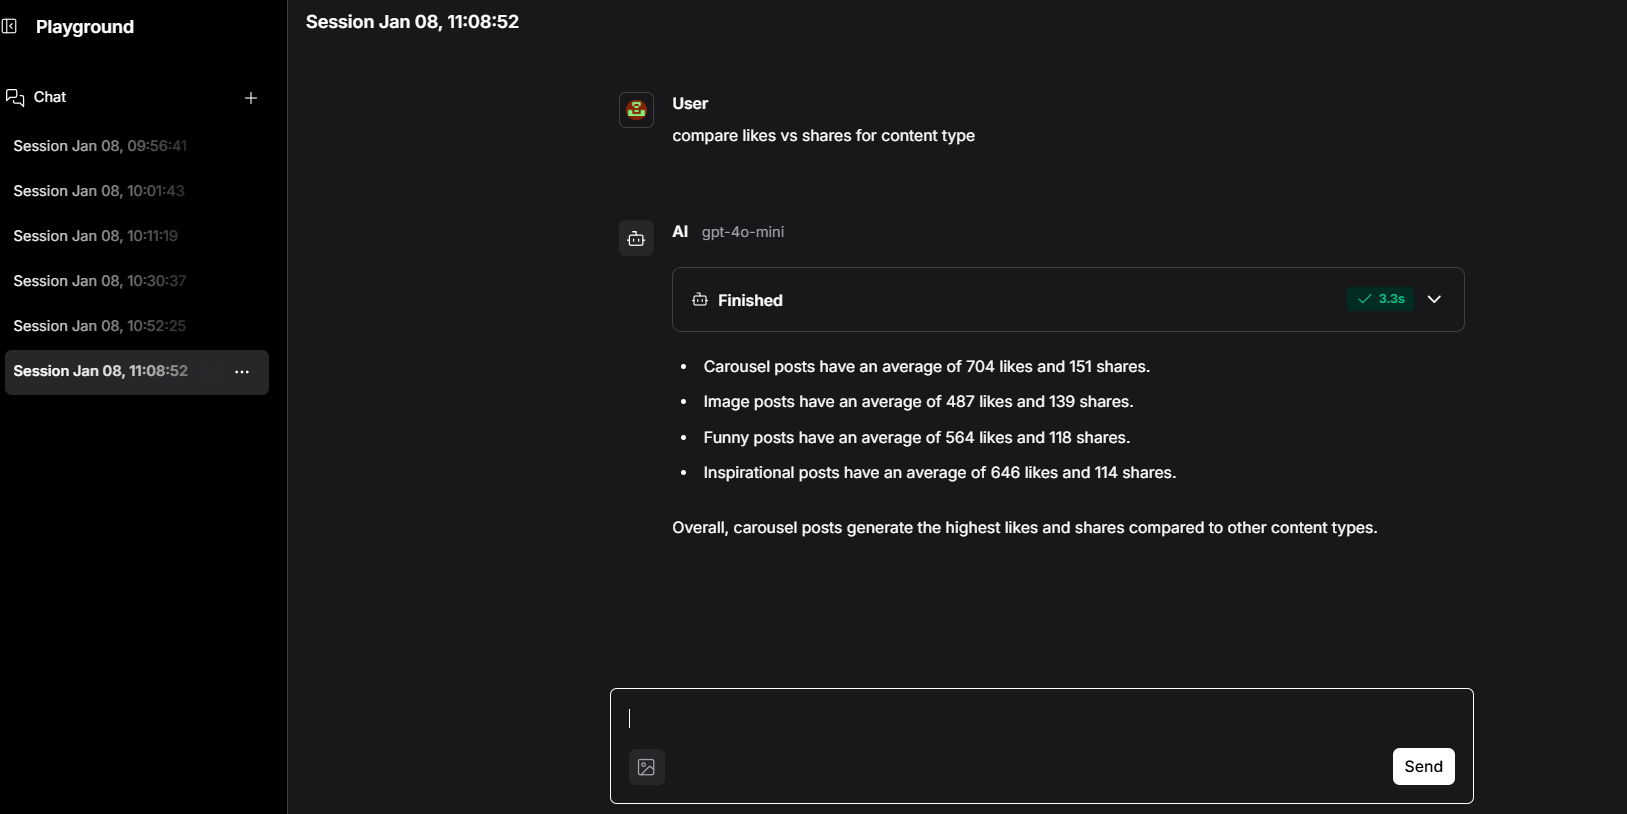 Playground
Chat
Session Jan 08, 09:56:41
Session Jan 08, 10:01:43
Session Jan 08, 10:11:19
Session Jan 08, 10:30:37
Session Jan 08, 10:52:25
Session Jan 08, 11:08:52
Session Jan 08, 11:08:52
User
compare likes vs shares for content type
AI gpt-4o-mini
Finished 3.3s
• Carousel posts have an average of 704 likes and 151 shares.
• Image posts have an average of 487 likes and 139 shares.
• Funny posts have an average of 564 likes and 118 shares.
• Inspirational posts have an average of 646 likes and 114 shares.
Overall, carousel posts generate the highest likes and shares compared to other content types.
Send